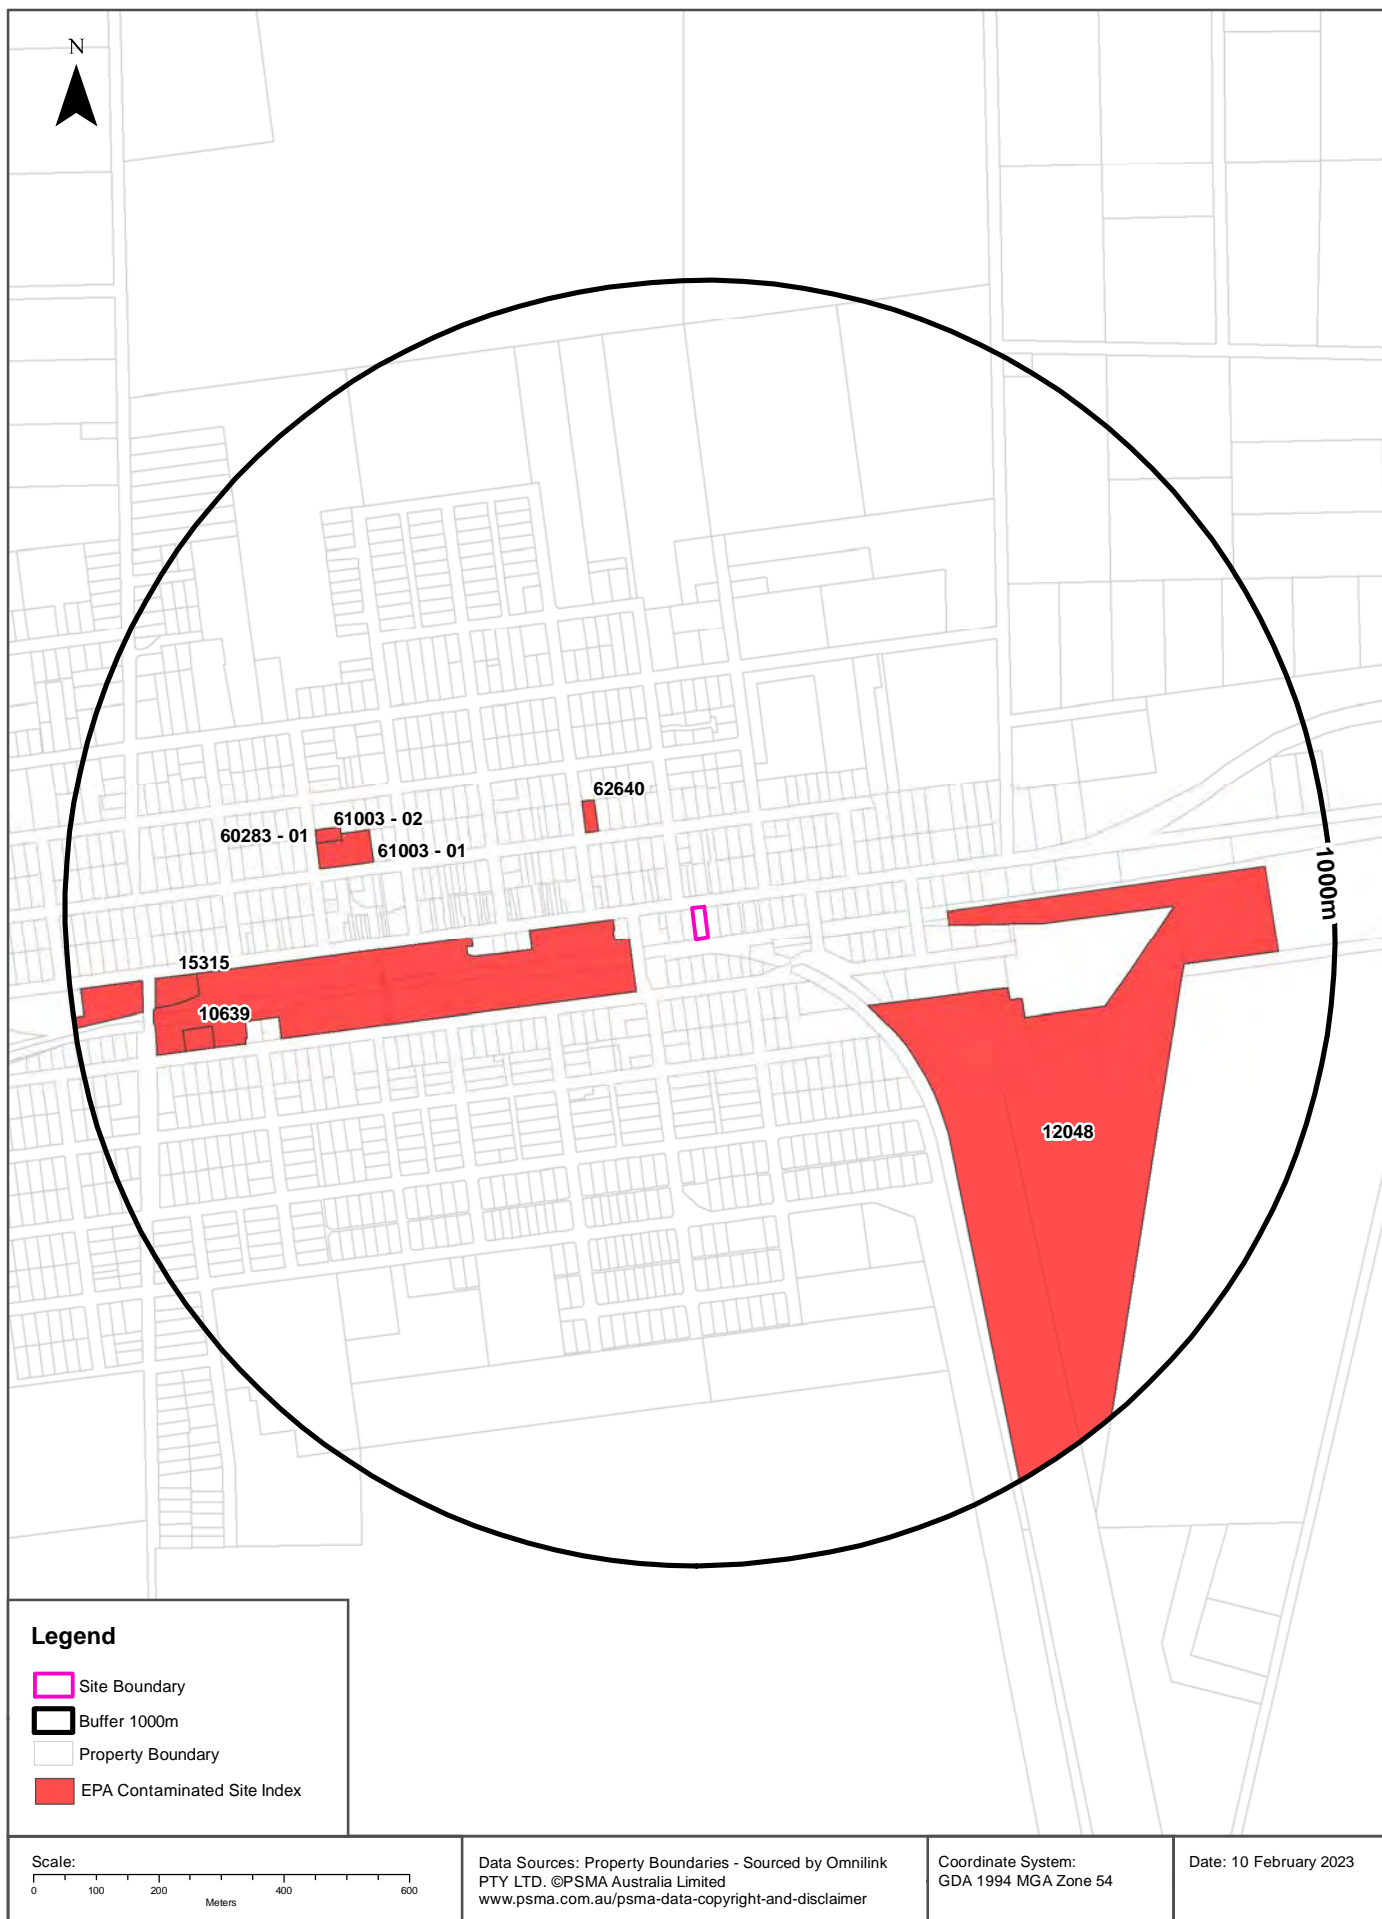 N
62640
61003 - 02
60283 - 01
61003 - 01
1000m
15315
10639
12048
Legend
Site Boundary
Buffer 1000m
Property Boundary
EPA Contaminated Site Index
Scale:
0 100 200 400 600
Meters
Data Sources: Property Boundaries - Sourced by Omnilink
PTY LTD. ©PSMA Australia Limited
www.psma.com.au/psma-data-copyright-and-disclaimer
Coordinate System:
GDA 1994 MGA Zone 54
Date: 10 February 2023